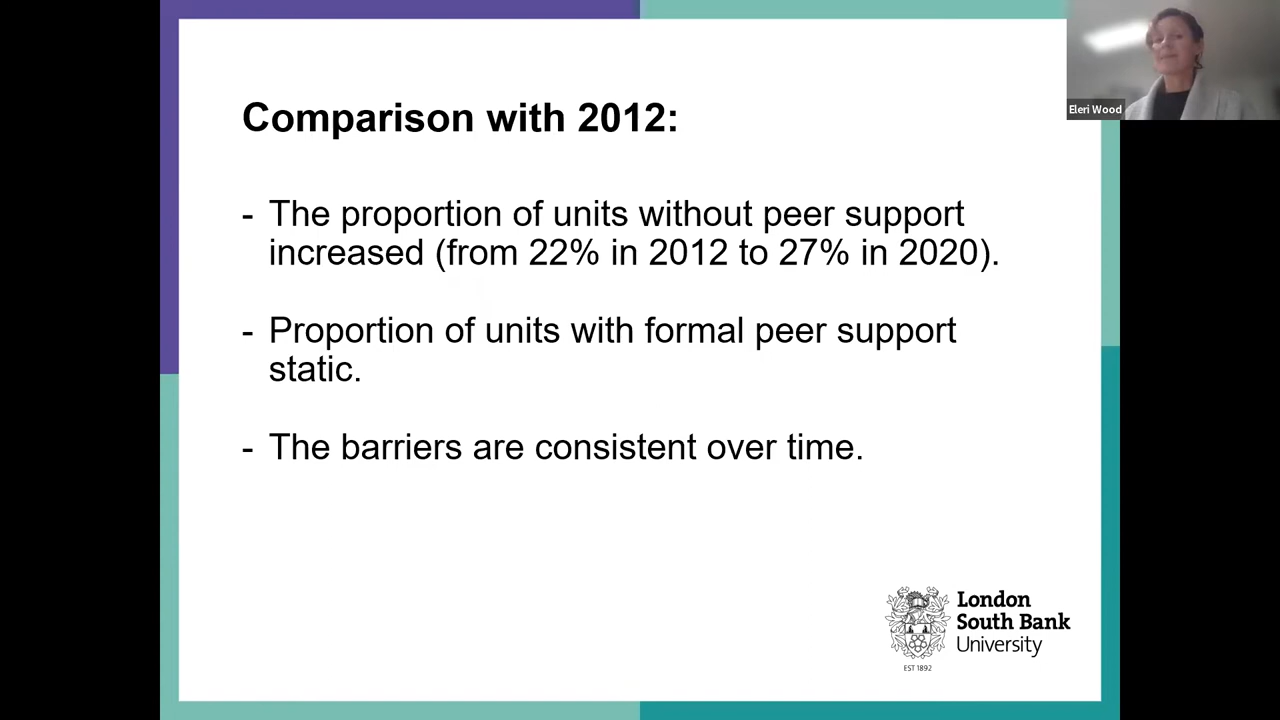 Comparison with 2012:
- The proportion of units without peer support
increased (from 22% in 2012 to 27% in 2020).
- Proportion of units with formal peer support
static.
- The barriers are consistent over time.
Eleri Wood
London
South Bank
University
EST 1892